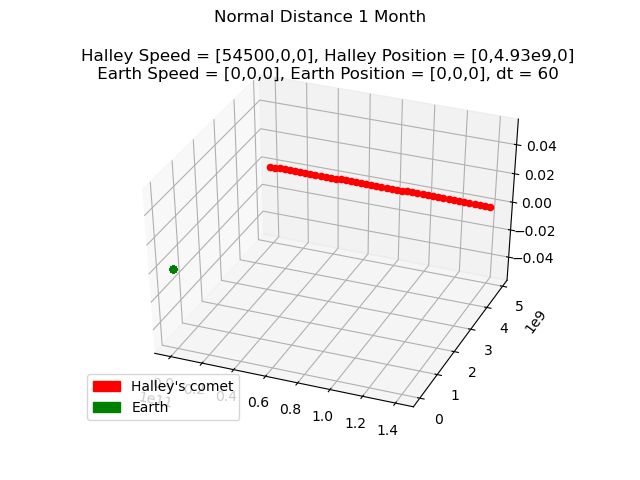 Normal Distance 1 Month
Halley Speed = [54500,0,0], Halley Position = [0,4.93e9,0]
Earth Speed = [0,0,0], Earth Position = [0,0,0], dt = 60
0.04
0.02
0.00
−0.02
−0.04
5
4
3
2
1
0
1e9
0.0
0.2
0.4
0.6
0.8
1.0
1.2
1.4
1e11
Halley's comet
Earth